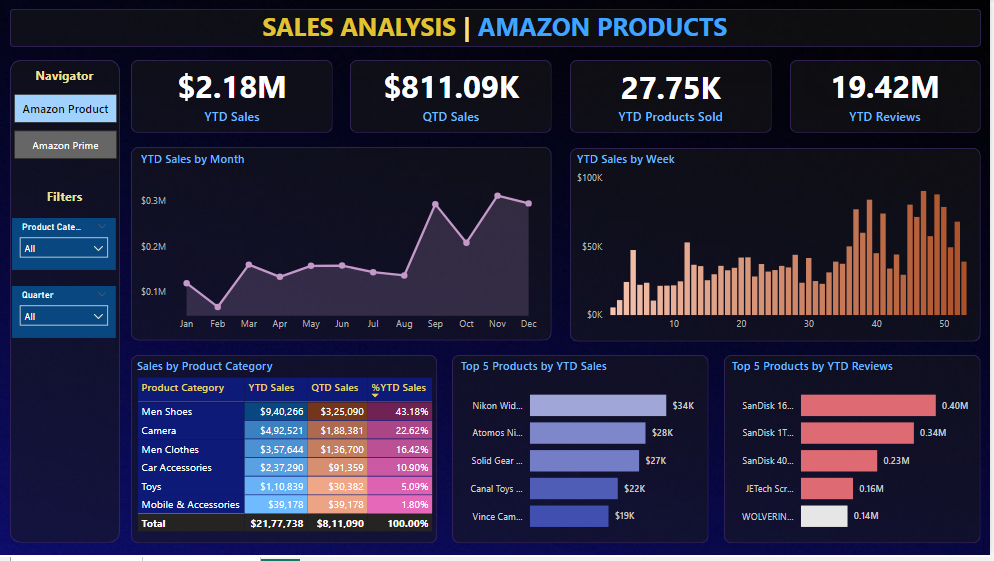 SALES ANALYSIS | AMAZON PRODUCTS
Navigator
Amazon Product
Amazon Prime
Filters
Product Cate...
All
Quarter
All
$2.18M
YTD Sales
$811.09K
QTD Sales
27.75K
YTD Products Sold
19.42M
YTD Reviews
YTD Sales by Month
$0.3M
$0.2M
$0.1M
Jan Feb Mar Apr May Jun Jul Aug Sep Oct Nov Dec
YTD Sales by Week
$100K
$50K
$0K
10 20 30 40 50
Sales by Product Category
Product Category YTD Sales QTD Sales %YTD Sales
Men Shoes $9,40,266 $3,25,090 43.18%
Camera $4,92,521 $1,88,381 22.62%
Men Clothes $3,57,644 $1,36,700 16.42%
Car Accessories $2,37,290 $91,359 10.90%
Toys $1,10,839 $30,382 5.09%
Mobile & Accessories $39,178 $39,178 1.80%
Total $21,77,738 $8,11,090 100.00%
Top 5 Products by YTD Sales
Nikon Wid... $34K
Atomos Ni... $28K
Solid Gear ... $27K
Canal Toys ... $22K
Vince Cam... $19K
Top 5 Products by YTD Reviews
SanDisk 16... 0.40M
SanDisk 1T... 0.34M
SanDisk 40... 0.23M
JETech Scr... 0.16M
WOLVERIN... 0.14M